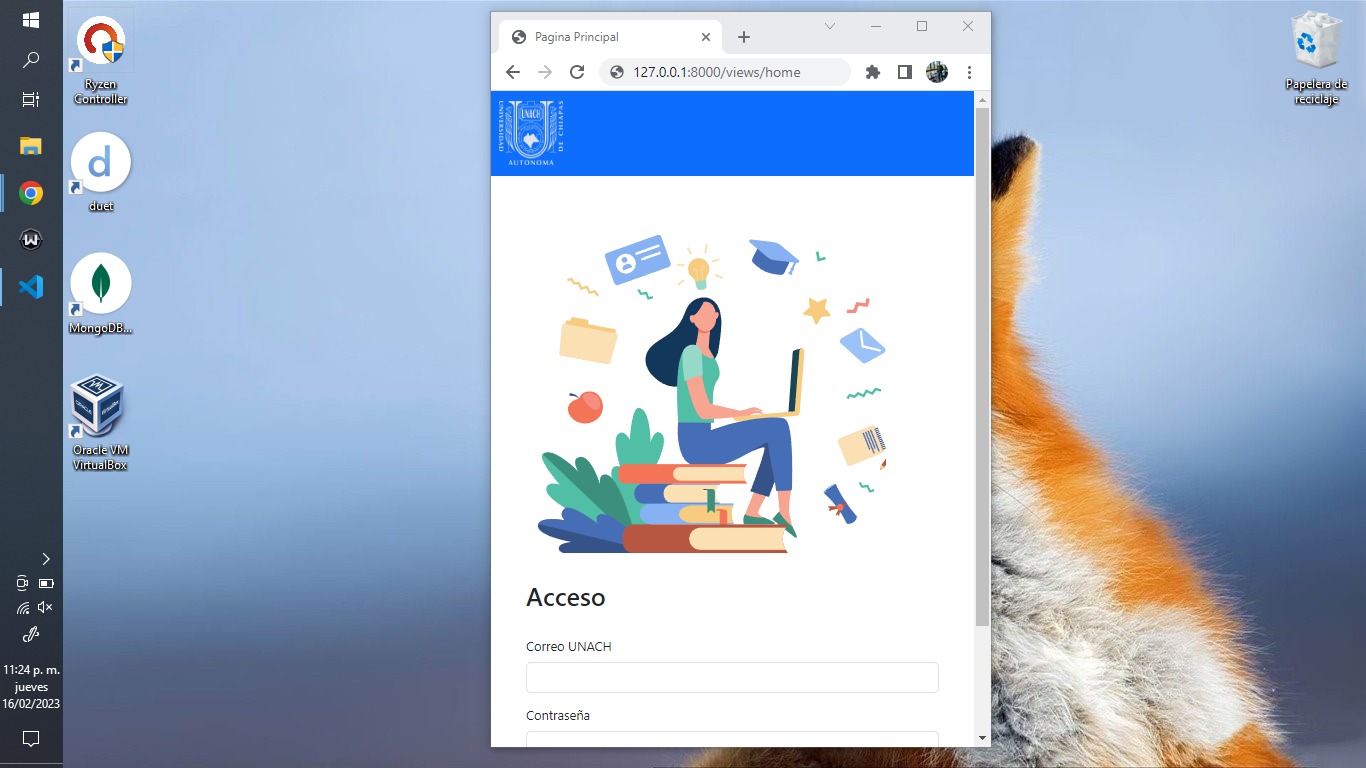 Ryzen
Controller
duet
MongoDB...
Oracle VM
VirtualBox
11:24 p. m.
jueves
16/02/2023
Pagina Principal
127.0.0.1:8000/views/home
UNIVERSIDAD
UNACH
DE CHIAPAS
AUTONOMA
Acceso
Correo UNACH
Contraseña
Papelera de
reciclaje